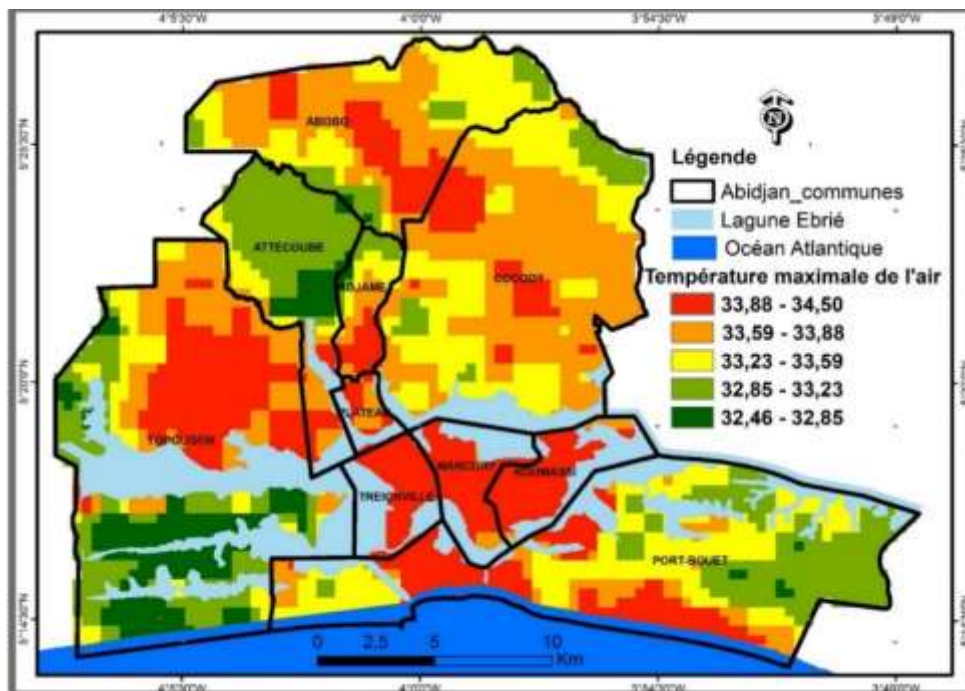 4°5'30"W 4°0'0"W 3°54'30"W 3°49'0"W
ABOBO
N
Légende
Abidjan_communes
Lagune Ebrié
Océan Atlantique
Température maximale de l'air
33,88 - 34,50
33,59 - 33,88
33,23 - 33,59
32,85 - 33,23
32,46 - 32,85
ATTECOUBE
ADJAME
COCODY
PLATEAU
YOPOUGON
MARCORY
KOUMASSI
TREICHVILLE
PORT-BOUET
5°25'30"N
5°20'0"N
5°14'30"N
0 2,5 5 10
Km
4°5'30"W 4°0'0"W 3°54'30"W 3°49'0"W